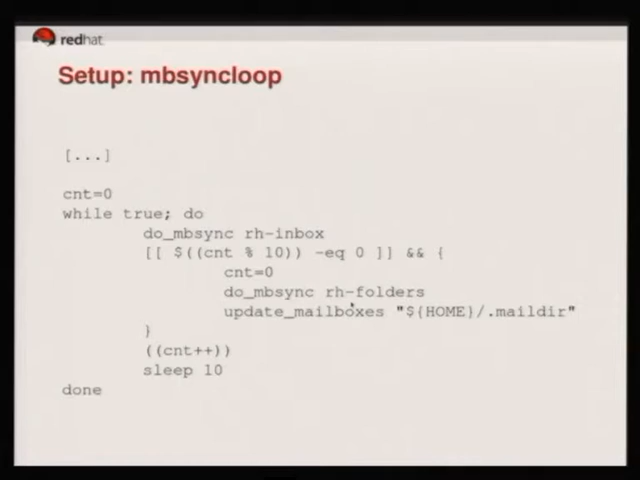 redhat
Setup: mbsyncloop
[...]
cnt=0
while true; do
do_mbsync rh-inbox
[[ $((cnt % 10)) -eq 0 ]] && {
cnt=0
do_mbsync rh-folders
update_mailboxes "${HOME}/.maildir"
}
((cnt++))
sleep 10
done